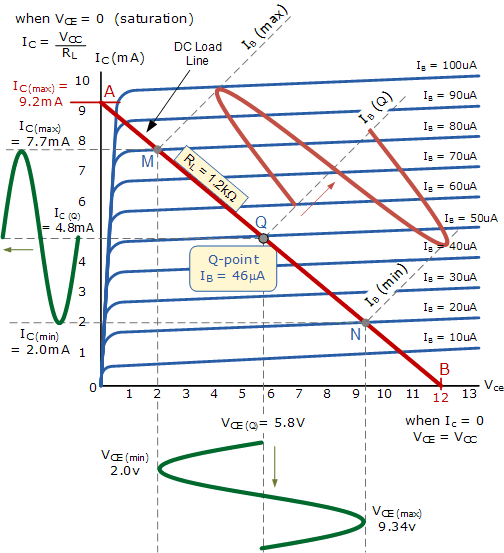 when VCE = 0 (saturation)
IC = VCC
RL
IC(mA)
DC Load
Line
IB (max)
IB (Q)
IB (min)
IC(max) =
9.2mA
A
IC(max)
= 7.7mA
IC (Q)
= 4.8mA
IC(min)
= 2.0mA
10
9
8
7
6
5
4
3
2
1
0
M
RL = 1.2kΩ
Q
Q-point
IB = 46μA
N
B
IB = 100uA
IB = 90uA
IB = 80uA
IB = 70uA
IB = 60uA
IB = 50uA
IB = 40uA
IB = 30uA
IB = 20uA
IB = 10uA
1 2 3 4 5 6 7 8 9 10 11 12 13 Vce
VCE (Q) = 5.8V
when Ic = 0
VCE = VCC
VCE (min)
2.0v
VCE (max)
9.34v